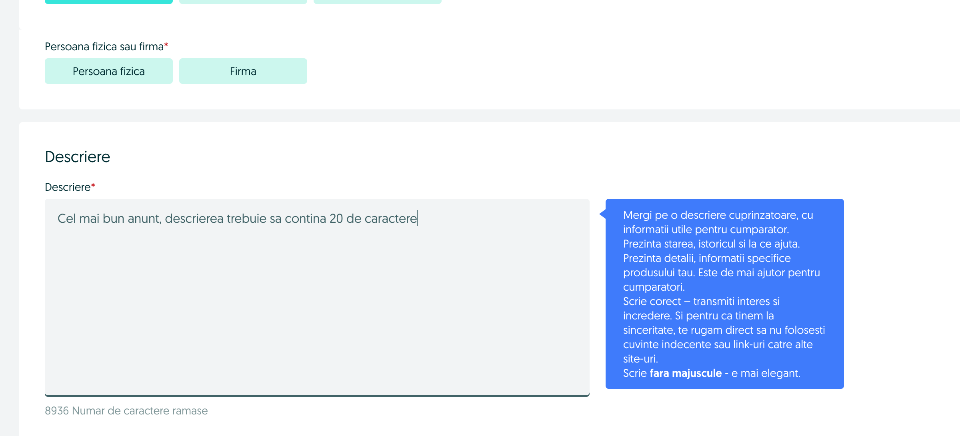 Persoana fizica sau firma*
Persoana fizica
Firma
Descriere
Descriere*
Cel mai bun anunt, descrierea trebuie sa contina 20 de caractere
Mergi pe o descriere cuprinzatoare, cu
informatii utile pentru cumparator.
Prezinta starea, istoricul si la ce ajuta.
Prezinta detalii, informatii specifice
produsului tau. Este de mai ajutor pentru
cumparatori.
Scrie corect – transmiti interes si
incredere. Si pentru ca tinem la
sinceritate, te rugam direct sa nu folosesti
cuvinte indecente sau link-uri catre alte
site-uri.
Scrie fara majuscule - e mai elegant.
8936 Numar de caractere ramase